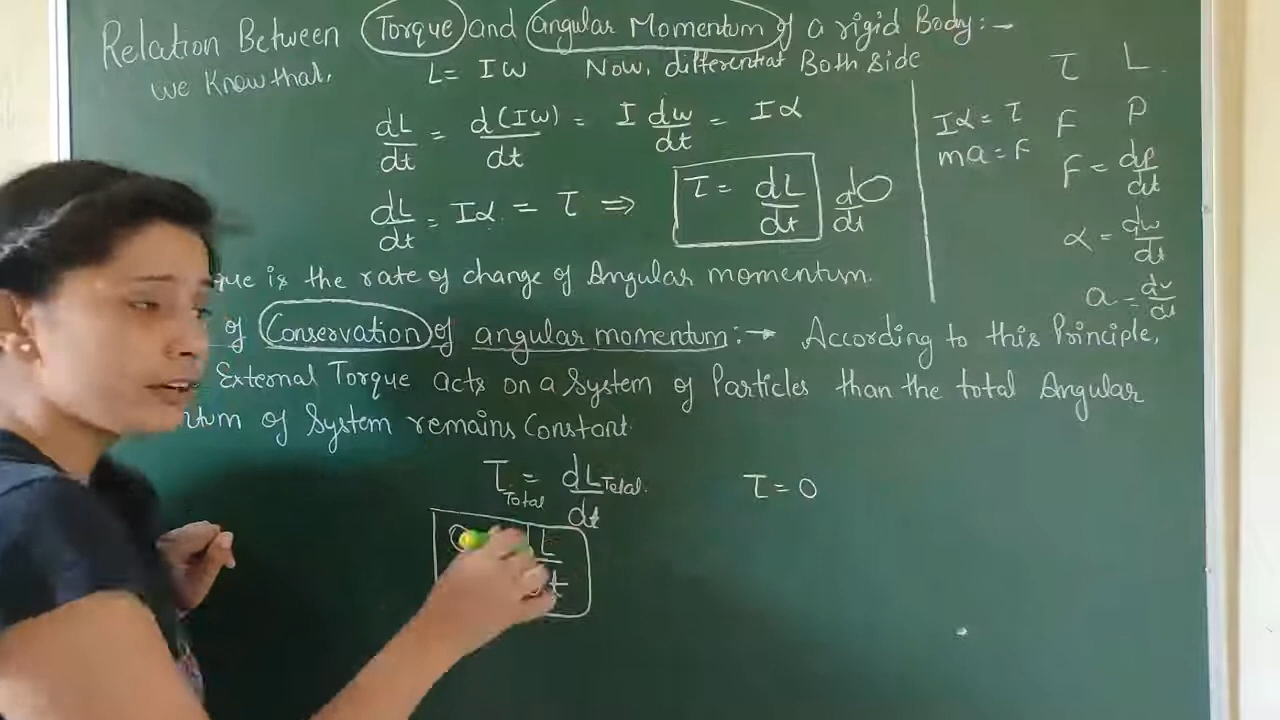 Relation Between Torque and angular Momentum of a rigid Body:-
we Know that, L = Iω Now, differentiat Both Side
dL/dt = d(Iω)/dt = I dω/dt = Iα
dL/dt = Iα = τ ⇒ τ = dL/dt dO/dt
que is the rate of change of Angular momentum.
of Conservation of angular momentum:→ According to this Principle,
External Torque acts on a System of Particles than the total Angular
tum of System remains Constant.
τTotal = dLTotal/dt τ = 0
L
t
τ L
Iα = τ F P
ma = F F = dp/dt
α = dω/dt
a = dv/dt